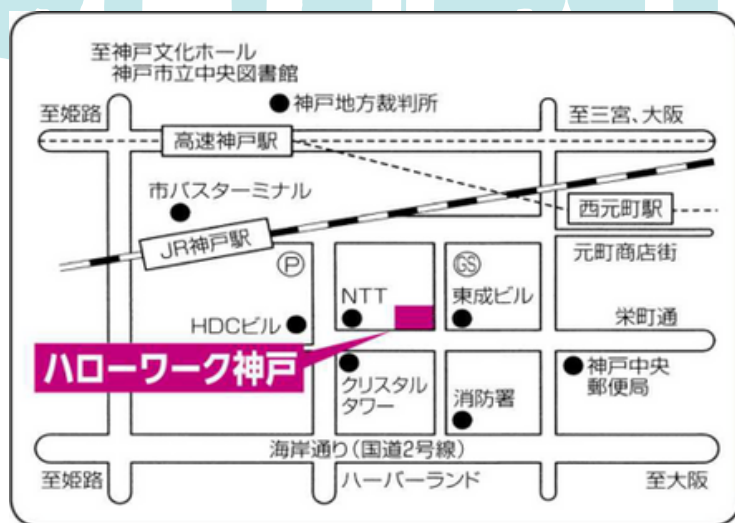 至神戸文化ホール
神戸市立中央図書館
神戸地方裁判所
至姫路
至三宮、大阪
高速神戸駅
市バスターミナル
西元町駅
JR神戸駅
元町商店街
P
GS
NTT
東成ビル
栄町通
HDCビル
ハローワーク神戸
クリスタル
タワー
消防署
神戸中央
郵便局
海岸通り(国道2号線)
至姫路
ハーバーランド
至大阪